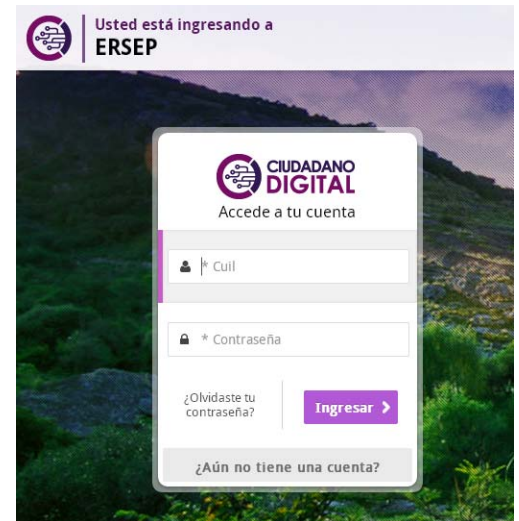 Usted está ingresando a
ERSEP
CIUDADANO
DIGITAL
Accede a tu cuenta
* Cuil
* Contraseña
¿Olvidaste tu
contraseña?
Ingresar
¿Aún no tiene una cuenta?